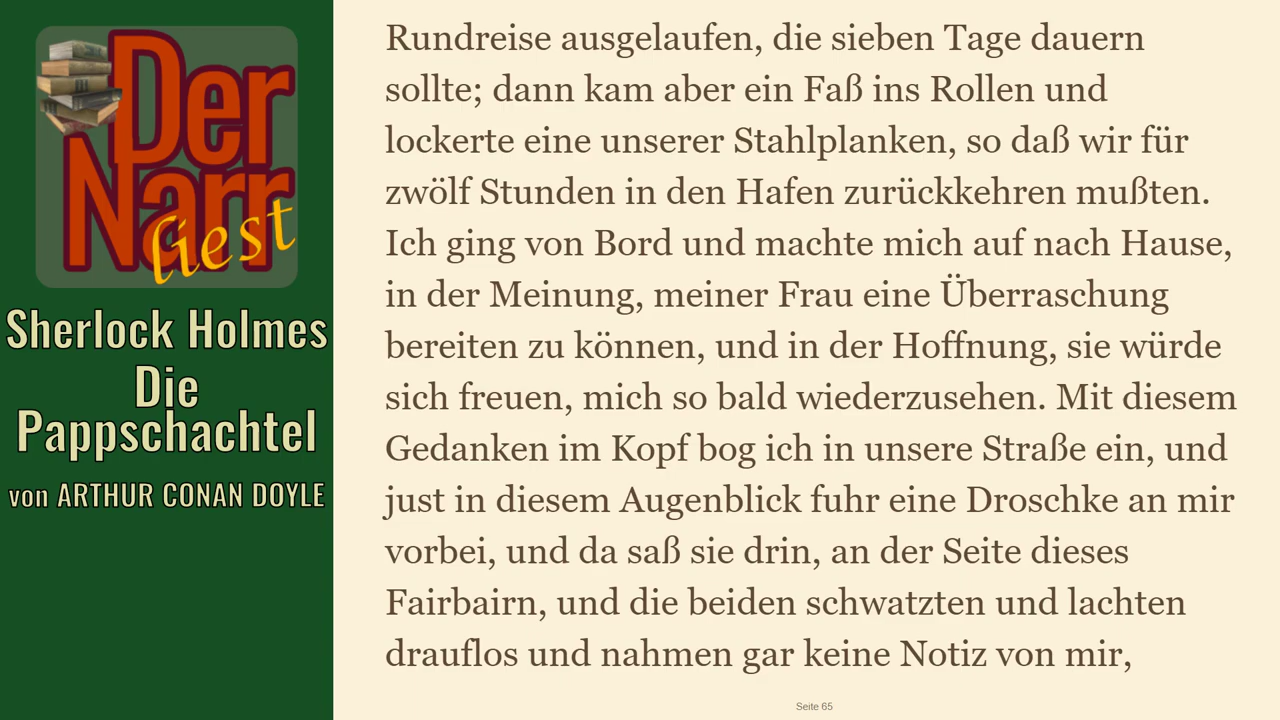 Der
Narr
liest
Sherlock Holmes
Die
Pappschachtel
von ARTHUR CONAN DOYLE
Rundreise ausgelaufen, die sieben Tage dauern
sollte; dann kam aber ein Faß ins Rollen und
lockerte eine unserer Stahlplanken, so daß wir für
zwölf Stunden in den Hafen zurückkehren mußten.
Ich ging von Bord und machte mich auf nach Hause,
in der Meinung, meiner Frau eine Überraschung
bereiten zu können, und in der Hoffnung, sie würde
sich freuen, mich so bald wiederzusehen. Mit diesem
Gedanken im Kopf bog ich in unsere Straße ein, und
just in diesem Augenblick fuhr eine Droschke an mir
vorbei, und da saß sie drin, an der Seite dieses
Fairbairn, und die beiden schwatzten und lachten
drauflos und nahmen gar keine Notiz von mir,
Seite 65